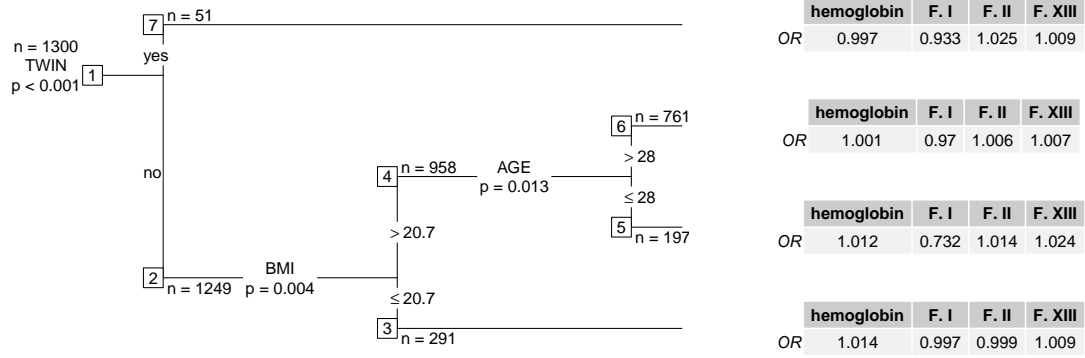 n = 1300
TWIN
p < 0.001
1
7
n = 51
yes
no
2
n = 1249
BMI
p = 0.004
4
n = 958
> 20.7
≤ 20.7
3
n = 291
AGE
p = 0.013
6
n = 761
> 28
≤ 28
5
n = 197
hemoglobin F. I F. II F. XIII
OR 0.997 0.933 1.025 1.009
hemoglobin F. I F. II F. XIII
OR 1.001 0.97 1.006 1.007
hemoglobin F. I F. II F. XIII
OR 1.012 0.732 1.014 1.024
hemoglobin F. I F. II F. XIII
OR 1.014 0.997 0.999 1.009